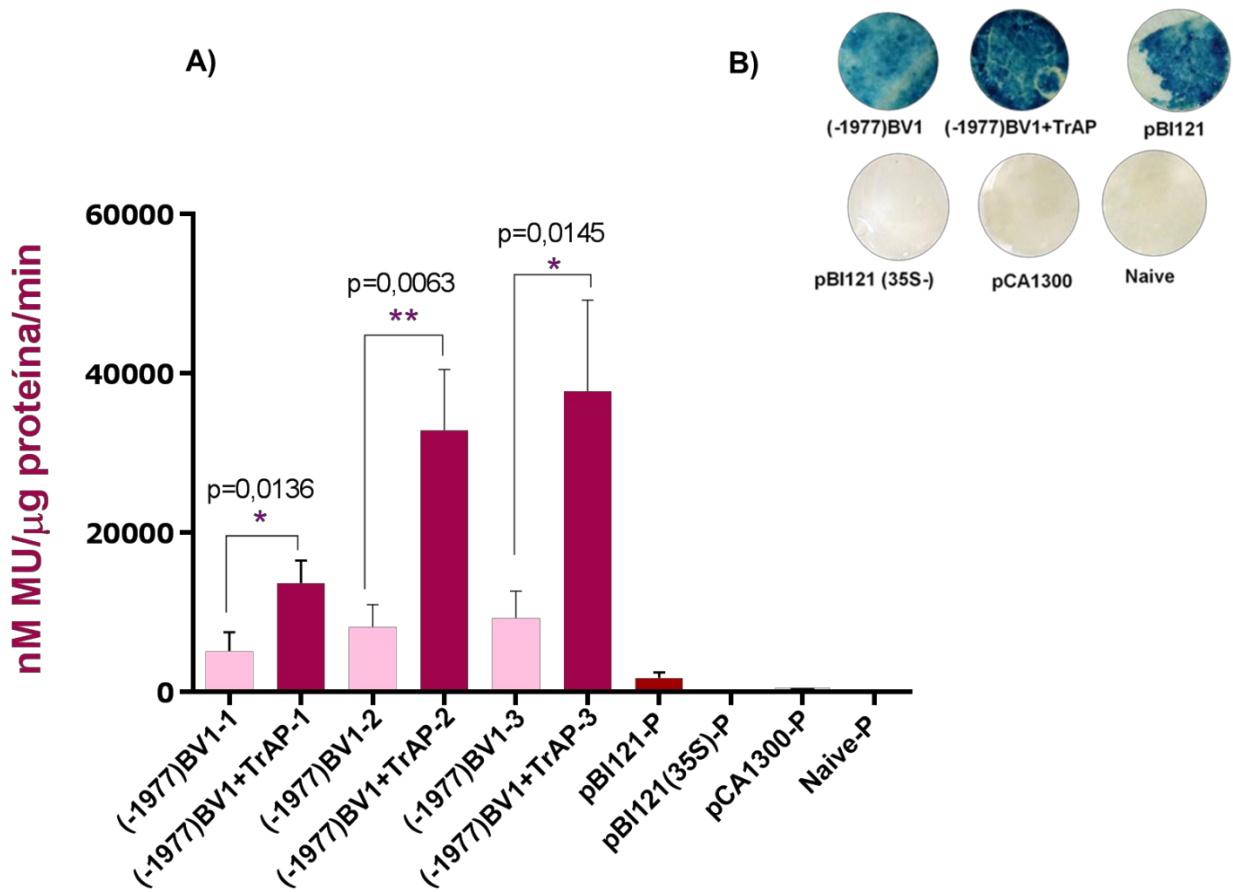 A)
B)
(-1977)BV1
(-1977)BV1+TrAP
pBI121
pBI121 (35S-)
pCA1300
Naive
nM MU/µg proteína/min
60000
40000
20000
0
p=0,0136
*
p=0,0063
**
p=0,0145
*
(-1977)BV1-1
(-1977)BV1+TrAP-1
(-1977)BV1-2
(-1977)BV1+TrAP-2
(-1977)BV1-3
(-1977)BV1+TrAP-3
pBI121-P
pBI121(35S)-P
pCA1300-P
Naive-P